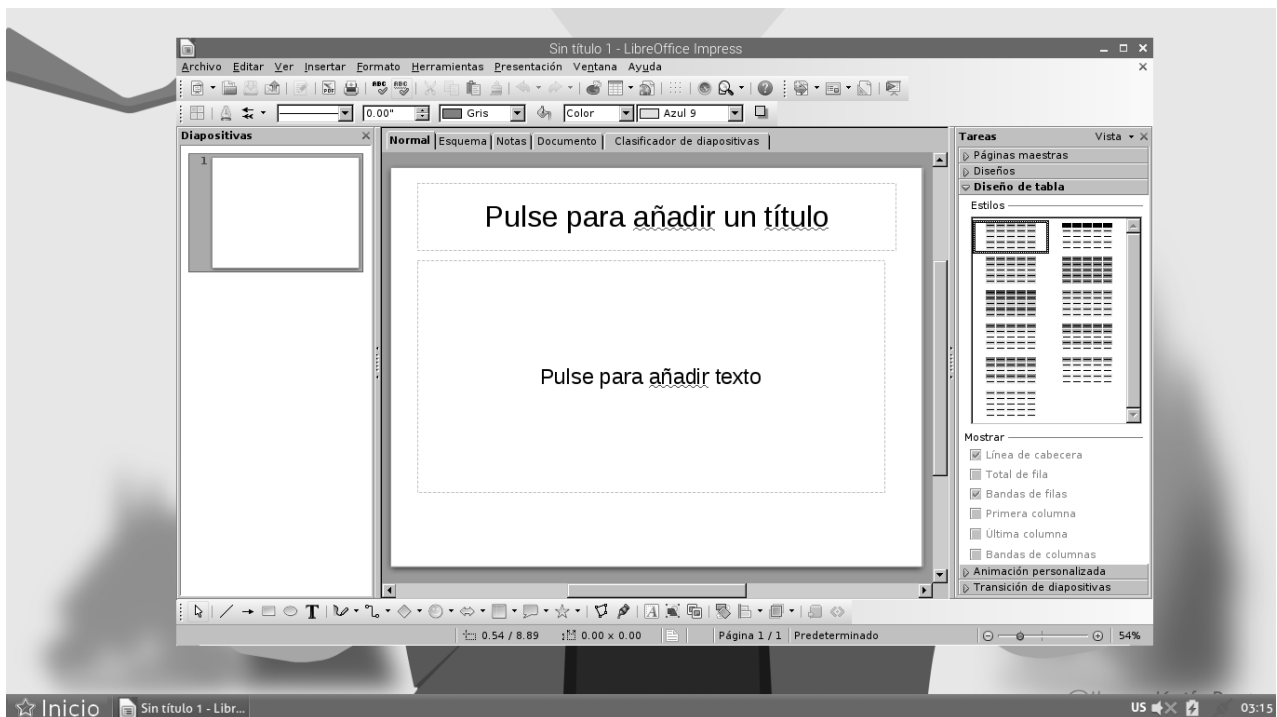 Sin título 1 - LibreOffice Impress
Archivo Editar Ver Insertar Formato Herramientas Presentación Ventana Ayuda
0.00" Gris Color Azul 9
Diapositivas
Normal Esquema Notas Documento Clasificador de diapositivas
Tareas Vista
1
Páginas maestras
Diseños
Diseño de tabla
Estilos
Pulse para añadir un título
Pulse para añadir texto
Mostrar
Línea de cabecera
Total de fila
Bandas de filas
Primera columna
Última columna
Bandas de columnas
Animación personalizada
Transición de diapositivas
0.54 / 8.89 0.00 x 0.00 Página 1 / 1 Predeterminado 54%
Inicio Sin título 1 - Libr... US 03:15